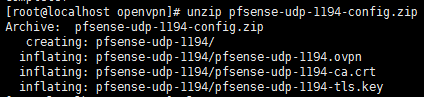 [root@localhost openvpn]# unzip pfsense-udp-1194-config.zip
Archive:  pfsense-udp-1194-config.zip
   creating: pfsense-udp-1194/
  inflating: pfsense-udp-1194/pfsense-udp-1194.ovpn
  inflating: pfsense-udp-1194/pfsense-udp-1194-ca.crt
  inflating: pfsense-udp-1194/pfsense-udp-1194-tls.key